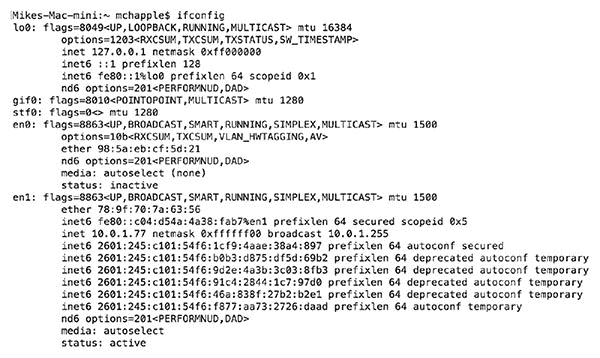 Mikes-Mac-mini:~ mchapple$ ifconfig
lo0: flags=8049<UP,LOOPBACK,RUNNING,MULTICAST> mtu 16384
options=1203<RXCSUM,TXCSUM,TXSTATUS,SW_TIMESTAMP>
inet 127.0.0.1 netmask 0xff000000
inet6 ::1 prefixlen 128
inet6 fe80::1%lo0 prefixlen 64 scopeid 0x1
nd6 options=201<PERFORMNUD,DAD>
gif0: flags=8010<POINTOPOINT,MULTICAST> mtu 1280
stf0: flags=0<> mtu 1280
en0: flags=8863<UP,BROADCAST,SMART,RUNNING,SIMPLEX,MULTICAST> mtu 1500
options=10b<RXCSUM,TXCSUM,VLAN_HWTAGGING,AV>
ether 98:5a:eb:cf:5d:21
nd6 options=201<PERFORMNUD,DAD>
media: autoselect (none)
status: inactive
en1: flags=8863<UP,BROADCAST,SMART,RUNNING,SIMPLEX,MULTICAST> mtu 1500
ether 78:9f:70:7a:63:56
inet6 fe80::c04:d54a:4a38:fab7%en1 prefixlen 64 secured scopeid 0x5
inet 10.0.1.77 netmask 0xffffff00 broadcast 10.0.1.255
inet6 2601:245:c101:54f6:1cf9:4aae:38a4:897 prefixlen 64 autoconf secured
inet6 2601:245:c101:54f6:b0b3:d875:df5d:69b2 prefixlen 64 deprecated autoconf temporary
inet6 2601:245:c101:54f6:9d2e:4a3b:3c03:8fb3 prefixlen 64 deprecated autoconf temporary
inet6 2601:245:c101:54f6:91c4:2844:1c7:97d0 prefixlen 64 deprecated autoconf temporary
inet6 2601:245:c101:54f6:46a:838f:27b2:b2e1 prefixlen 64 deprecated autoconf temporary
inet6 2601:245:c101:54f6:f877:aa73:2726:daad prefixlen 64 autoconf temporary
nd6 options=201<PERFORMNUD,DAD>
media: autoselect
status: active